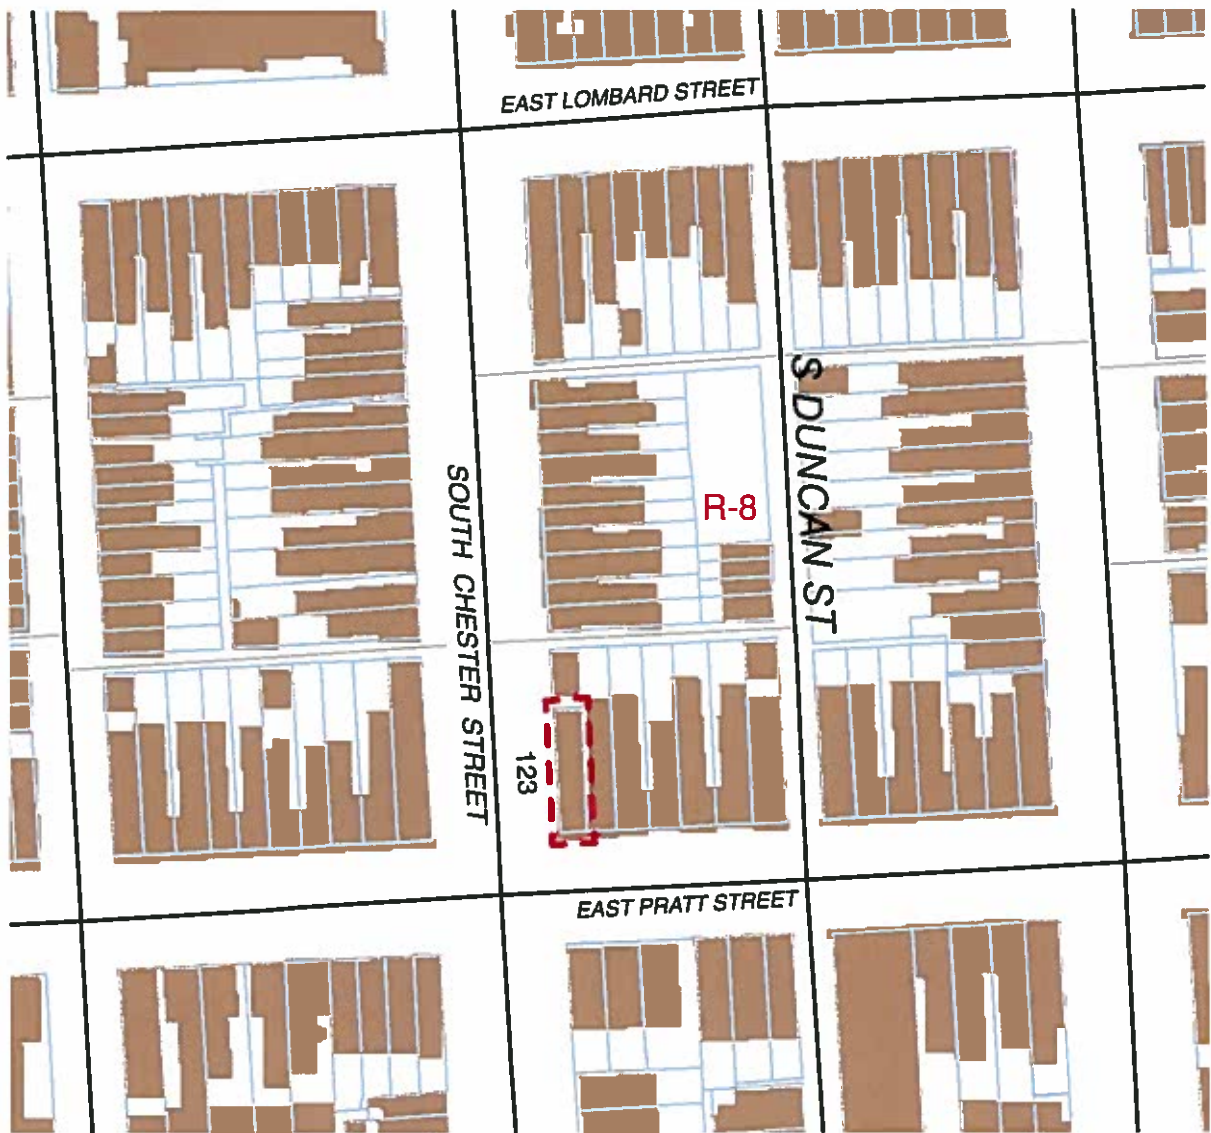 EAST LOMBARD STREET
S DUNCAN ST
SOUTH CHESTER STREET
R-8
123
EAST PRATT STREET